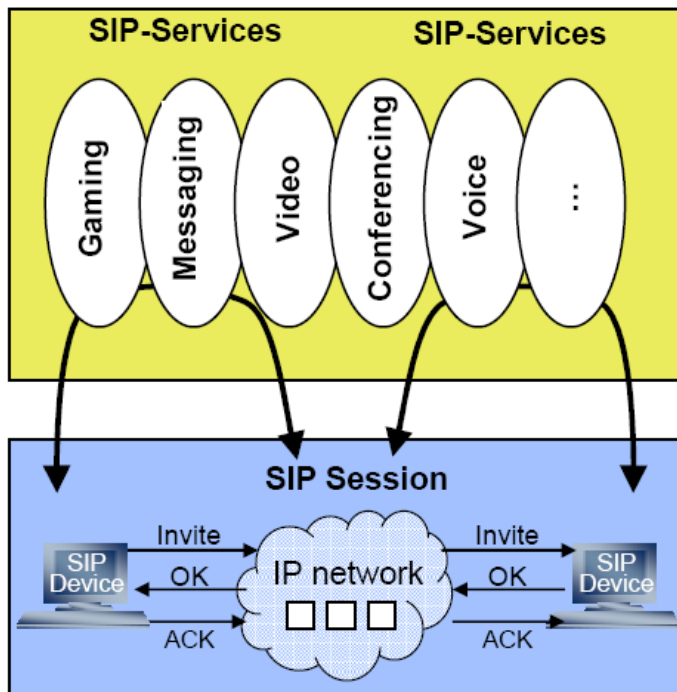 SIP-Services
SIP-Services
Gaming
Messaging
Video
Conferencing
Voice
...
SIP Session
SIP
Device
Invite
OK
ACK
IP network
Invite
OK
ACK
SIP
Device